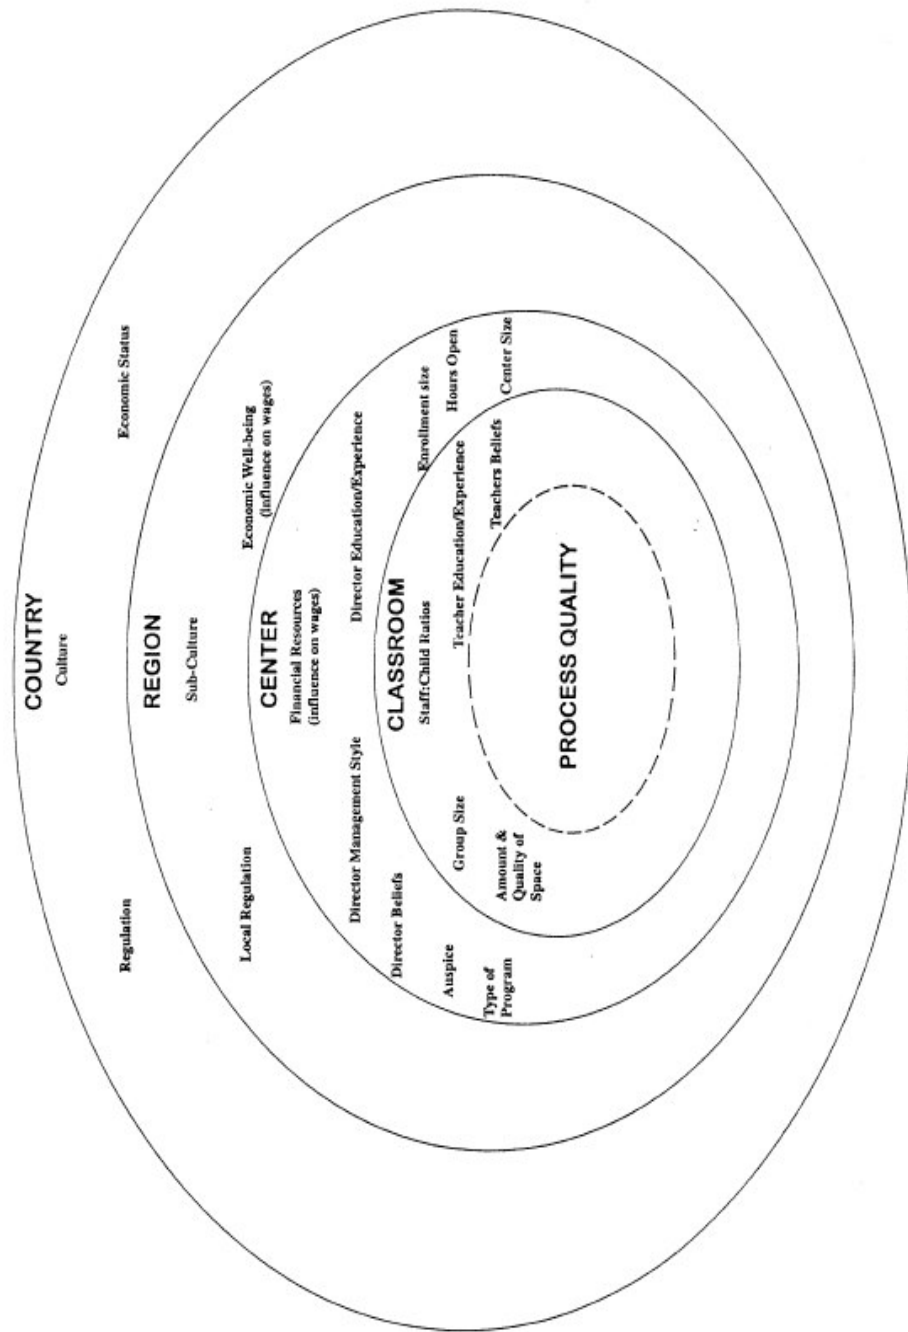 COUNTRY
Culture
Regulation
Economic Status
REGION
Sub-Culture
Local Regulation
Economic Well-being
(influence on wages)
CENTER
Financial Resources
(influence on wages)
Director Management Style
Director Education/Experience
Director Beliefs
Enrollment size
Auspice
Hours Open
Type of
Program
Center Size
CLASSROOM
Staff:Child Ratios
Group Size
Teacher Education/Experience
Amount &
Quality of
Space
Teachers Beliefs
PROCESS QUALITY